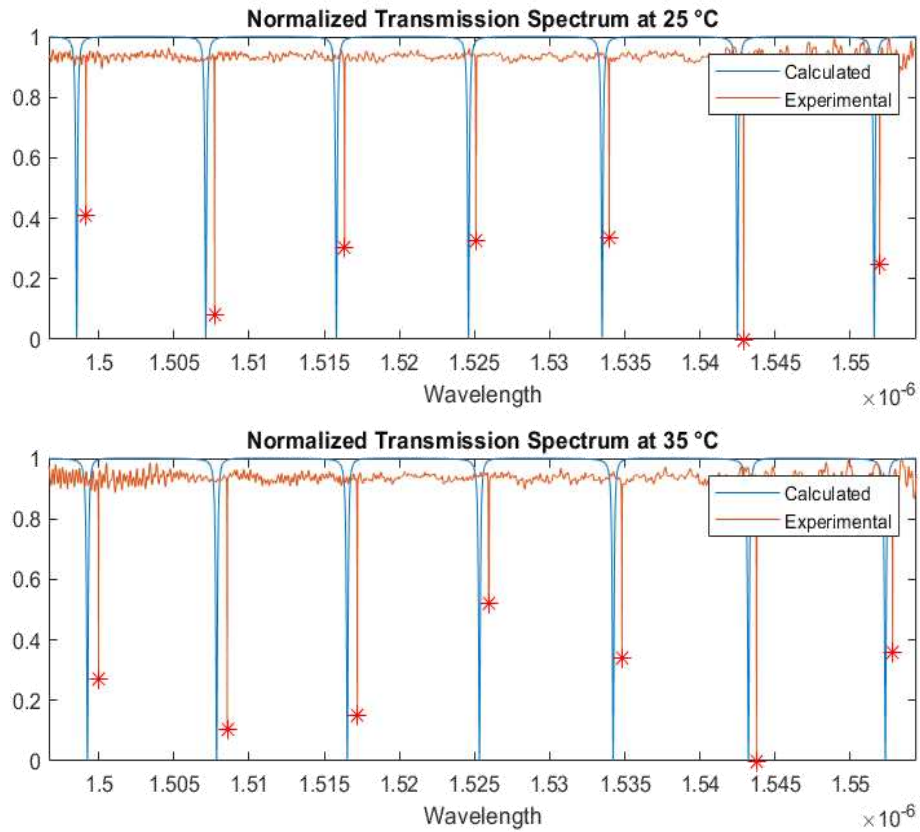 Normalized Transmission Spectrum at 25 °C
1
0.8
0.6
0.4
0.2
0
Calculated
Experimental
1.5 1.505 1.51 1.515 1.52 1.525 1.53 1.535 1.54 1.545 1.55
Wavelength
×10-6
Normalized Transmission Spectrum at 35 °C
1
0.8
0.6
0.4
0.2
0
Calculated
Experimental
1.5 1.505 1.51 1.515 1.52 1.525 1.53 1.535 1.54 1.545 1.55
Wavelength
×10-6